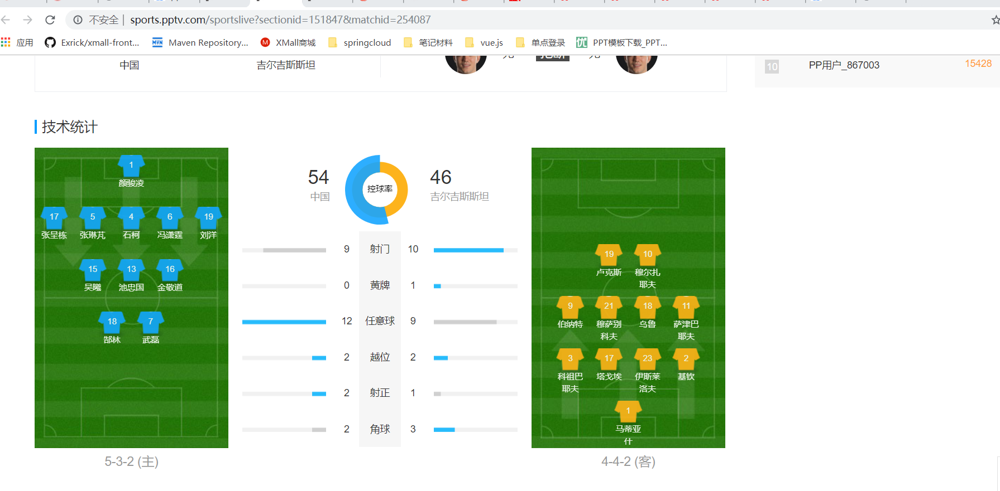 不安全 | sports.pptv.com/sportslive?sectionid=151847&matchid=254087
应用 Exrick/xmall-front... Maven Repository... XMall商城 springcloud 笔记材料 vue.js 单点登录 PPT模板下载_PPT...
中国 吉尔吉斯斯坦
10 PP用户_867003 15428
技术统计
1
颜骏凌
17 5 4 6 19
张呈栋 张琳芃 石柯 冯潇霆 刘洋
15 13 16
吴曦 池忠国 金敬道
18 7
郜林 武磊
5-3-2 (主)
54 控球率 46
中国 吉尔吉斯斯坦
9 射门 10
0 黄牌 1
12 任意球 9
2 越位 2
2 射正 1
2 角球 3
19 10
卢克斯 穆尔扎
耶夫
9 21 18 11
伯纳特 穆萨别 乌鲁 萨津巴
科夫 耶夫
3 17 23 2
科祖巴 塔戈埃 伊斯莱 基钦
耶夫 洛夫
1
马蒂亚
什
4-4-2 (客)